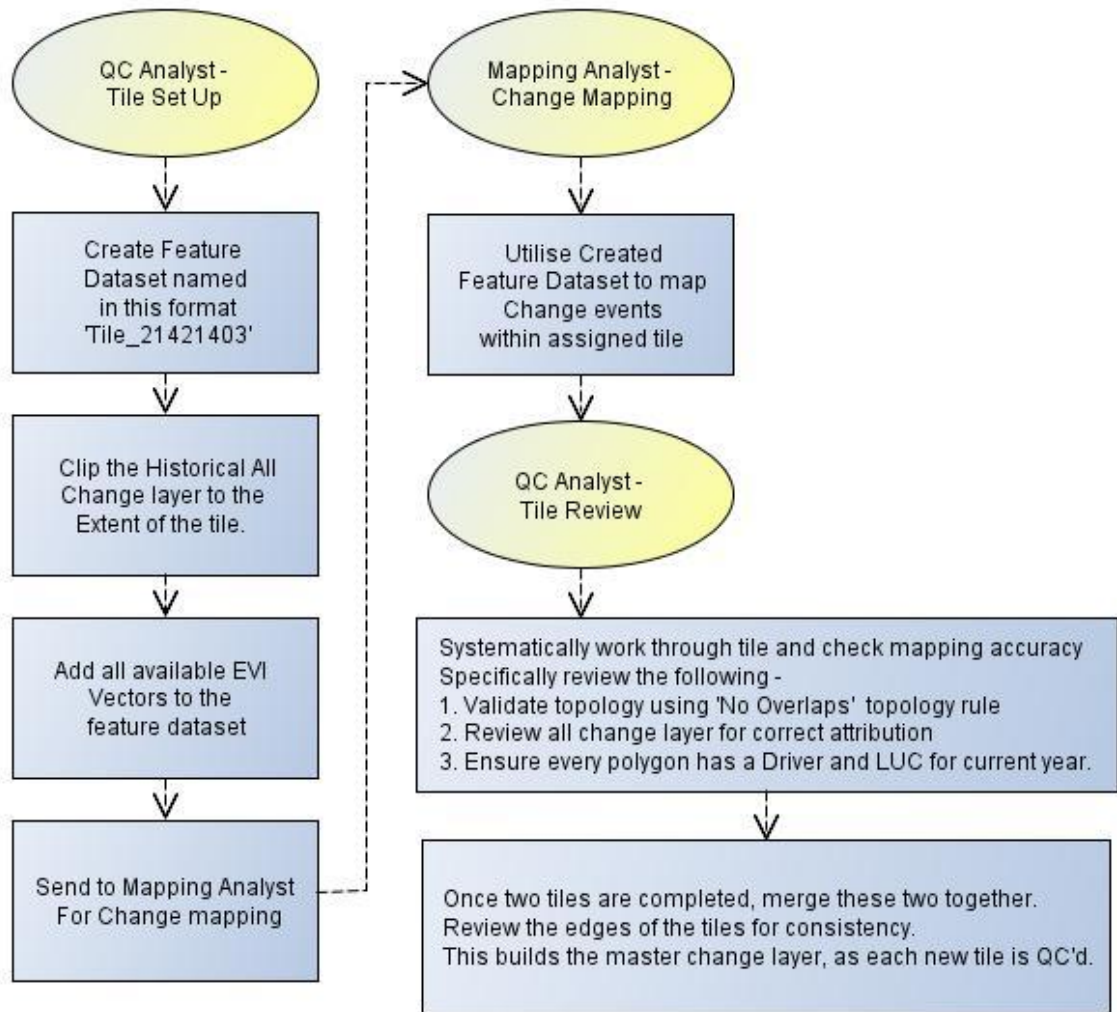 QC Analyst -
Tile Set Up
Create Feature
Dataset named
in this format
'Tile_21421403'
Clip the Historical All
Change layer to the
Extent of the tile.
Add all available EVI
Vectors to the
feature dataset
Send to Mapping Analyst
For Change mapping
Mapping Analyst -
Change Mapping
Utilise Created
Feature Dataset to map
Change events
within assigned tile
QC Analyst -
Tile Review
Systematically work through tile and check mapping accuracy
Specifically review the following -
1. Validate topology using 'No Overlaps' topology rule
2. Review all change layer for correct attribution
3. Ensure every polygon has a Driver and LUC for current year.
Once two tiles are completed, merge these two together.
Review the edges of the tiles for consistency.
This builds the master change layer, as each new tile is QC'd.